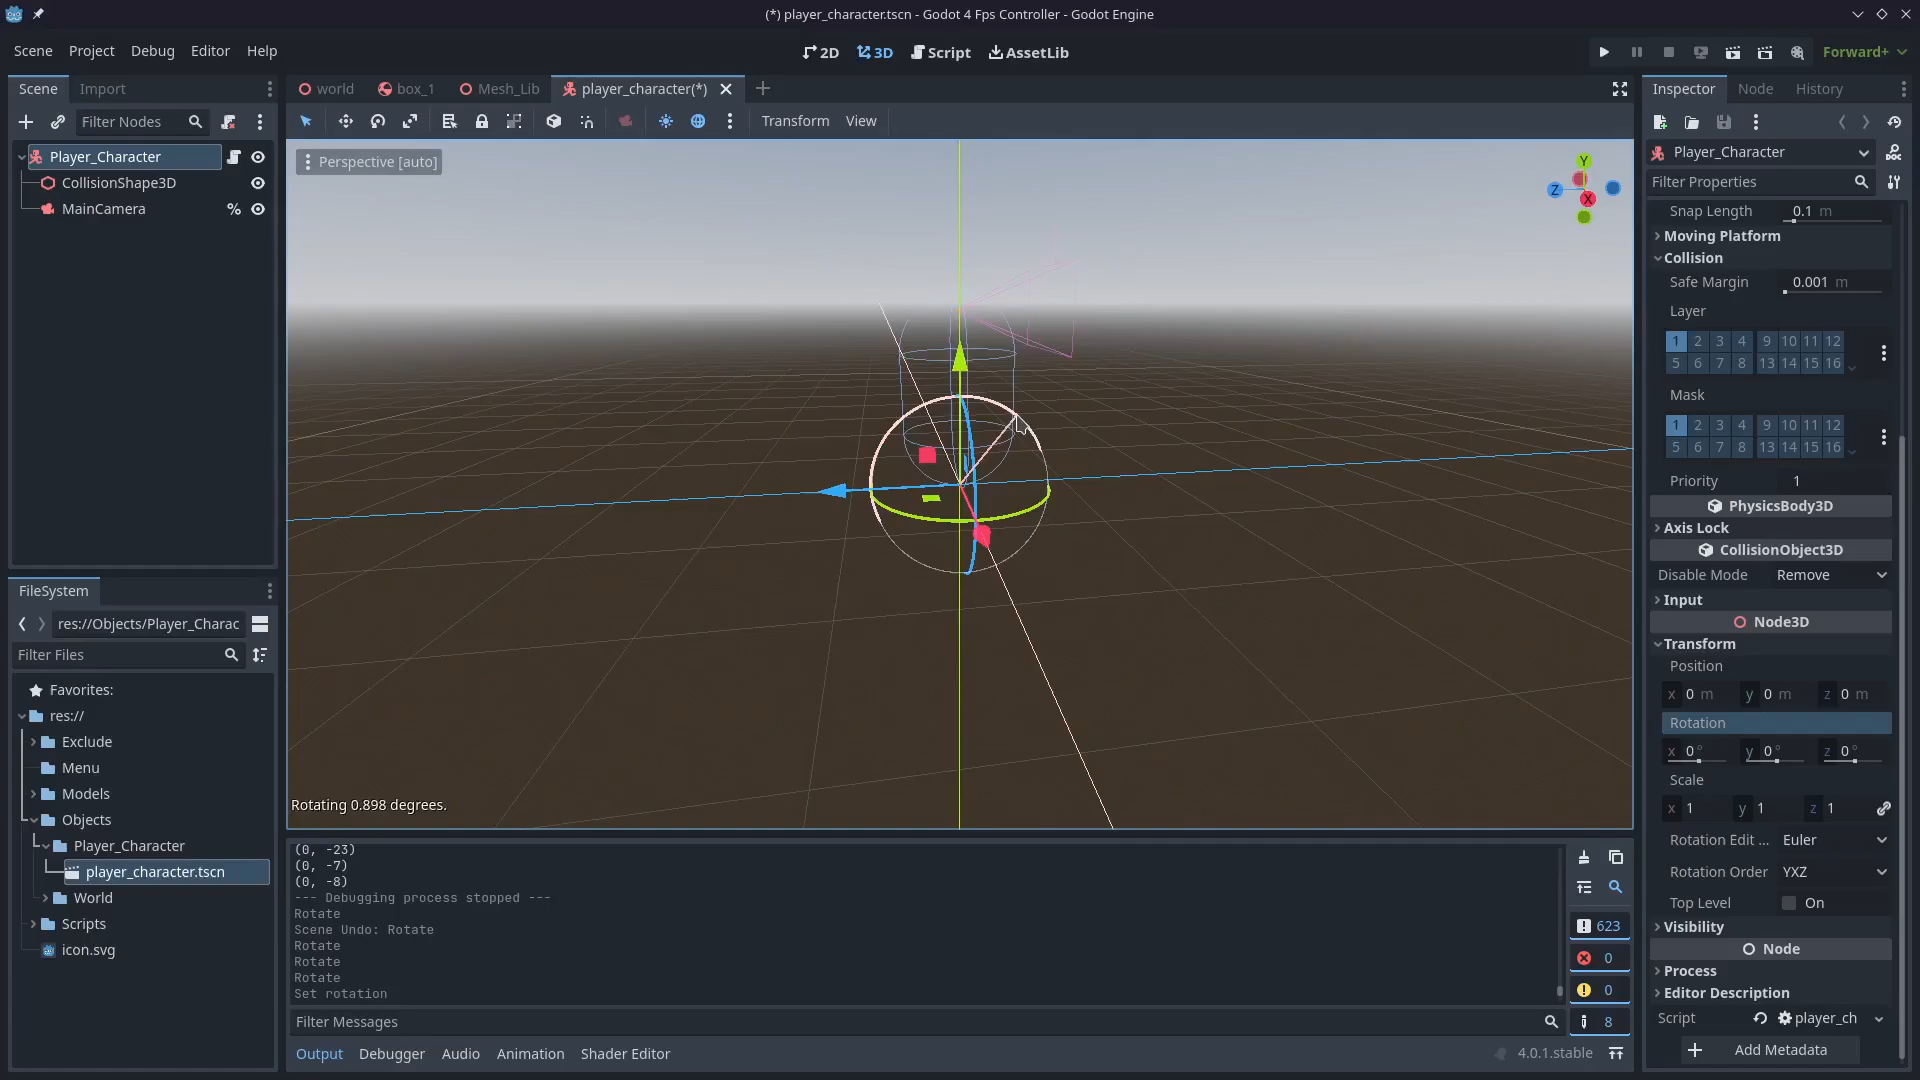 (*) player_character.tscn - Godot 4 Fps Controller - Godot Engine
Scene
Project
Debug
Editor
Help
2D
3D
Script
AssetLib
Forward+
Scene
Import
Filter Nodes
Player_Character
CollisionShape3D
MainCamera
%
FileSystem
res://Objects/Player_Charac
Filter Files
Favorites:
res://
Exclude
Menu
Models
Objects
Player_Character
player_character.tscn
World
Scripts
icon.svg
world
box_1
Mesh_Lib
player_character(*)
Transform
View
Perspective [auto]
Y
Z
X
Rotating 0.898 degrees.
(0, -23)
(0, -7)
(0, -8)
--- Debugging process stopped ---
Rotate
Scene Undo: Rotate
Rotate
Rotate
Rotate
Set rotation
Filter Messages
623
0
0
8
Output
Debugger
Audio
Animation
Shader Editor
4.0.1.stable
Inspector
Node
History
Player_Character
DOC
Filter Properties
Snap Length 0.1 m
Moving Platform
Collision
Safe Margin 0.001 m
Layer
1 2 3 4 9 10 11 12
5 6 7 8 13 14 15 16
Mask
1 2 3 4 9 10 11 12
5 6 7 8 13 14 15 16
Priority 1
PhysicsBody3D
Axis Lock
CollisionObject3D
Disable Mode Remove
Input
Node3D
Transform
Position
x 0 m y 0 m z 0 m
Rotation
x 0° y 0° z 0°
Scale
x 1 y 1 z 1
Rotation Edit ... Euler
Rotation Order YXZ
Top Level On
Visibility
Node
Process
Editor Description
Script player_ch
Add Metadata